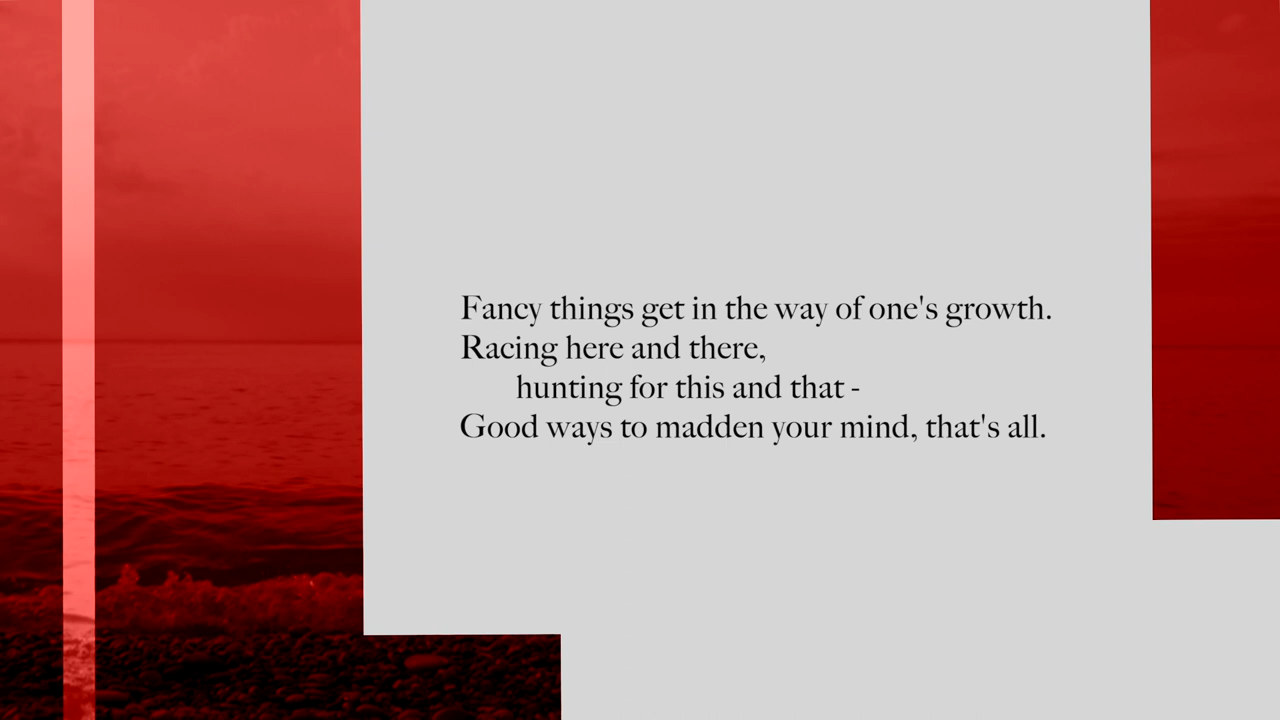 Fancy things get in the way of one's growth.
Racing here and there,
hunting for this and that -
Good ways to madden your mind, that's all.